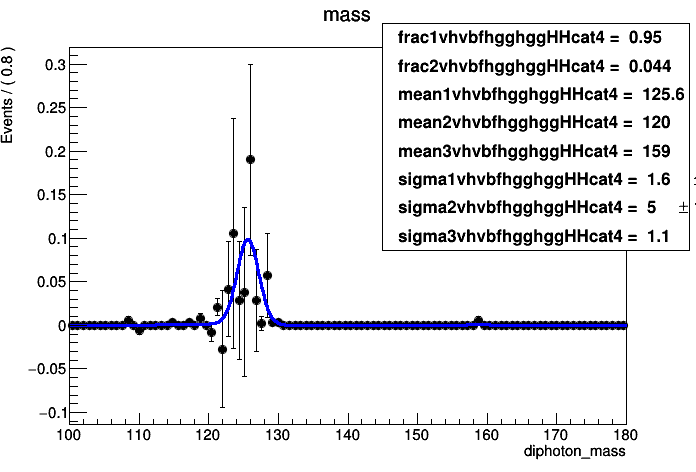 mass
frac1vhvbfhgghggHHcat4 = 0.95
frac2vhvbfhgghggHHcat4 = 0.044
mean1vhvbfhgghggHHcat4 = 125.6
mean2vhvbfhgghggHHcat4 = 120
mean3vhvbfhgghggHHcat4 = 159
sigma1vhvbfhgghggHHcat4 = 1.6
sigma2vhvbfhgghggHHcat4 = 5 ±
sigma3vhvbfhgghggHHcat4 = 1.1
Events / ( 0.8 )
0.3
0.25
0.2
0.15
0.1
0.05
0
−0.05
−0.1
100 110 120 130 140 150 160 170 180
diphoton_mass